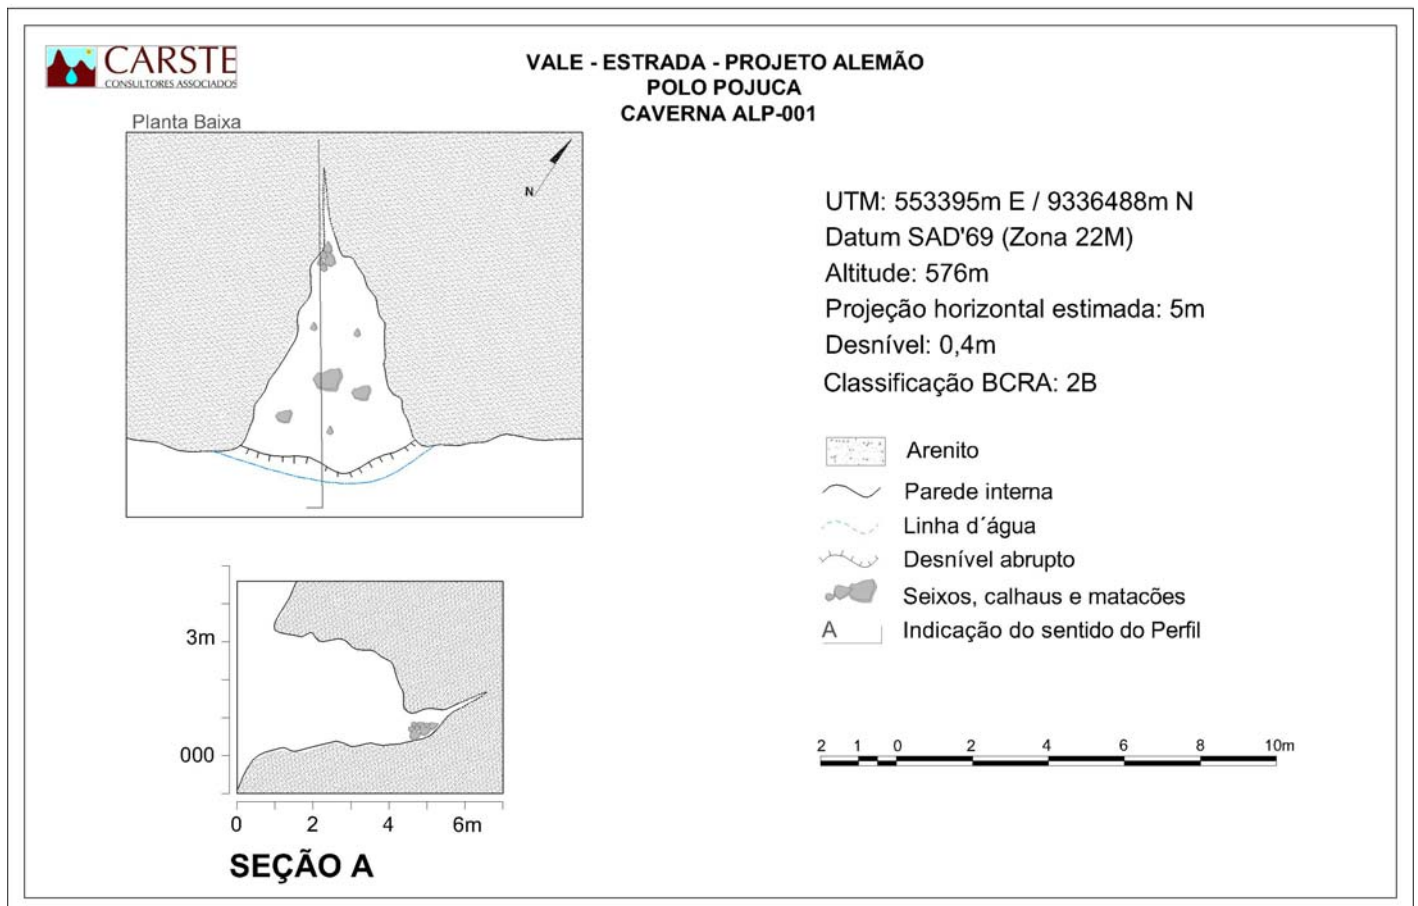 CARSTE
CONSULTORES ASSOCIADOS
VALE - ESTRADA - PROJETO ALEMÃO
POLO POJUCA
CAVERNA ALP-001
Planta Baixa
N
UTM: 553395m E / 9336488m N
Datum SAD'69 (Zona 22M)
Altitude: 576m
Projeção horizontal estimada: 5m
Desnível: 0,4m
Classificação BCRA: 2B
Arenito
Parede interna
Linha d´água
Desnível abrupto
Seixos, calhaus e matacões
A Indicação do sentido do Perfil
3m
000
0 2 4 6m
SEÇÃO A
2 1 0 2 4 6 8 10m